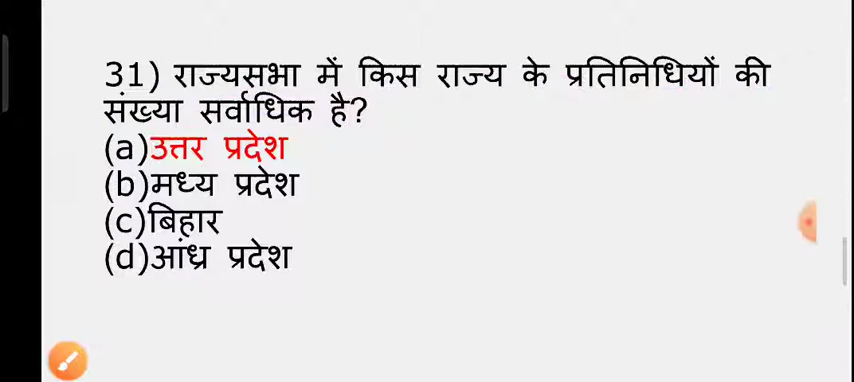 31) राज्यसभा में किस राज्य के प्रतिनिधियों की
संख्या सर्वाधिक है?
(a)उत्तर प्रदेश
(b)मध्य प्रदेश
(c)बिहार
(d)आंध्र प्रदेश